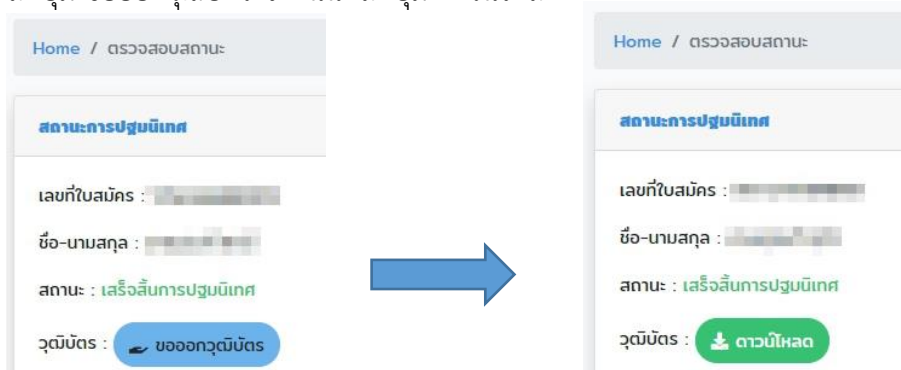 Home / ตรวจสอบสถานะ
สถานะการปฐมนิเทศ
เลขที่ใบสมัคร :
ชื่อ-นามสกุล :
สถานะ : เสร็จสิ้นการปฐมนิเทศ
วุฒิบัตร : ขอออกวุฒิบัตร
Home / ตรวจสอบสถานะ
สถานะการปฐมนิเทศ
เลขที่ใบสมัคร :
ชื่อ-นามสกุล :
สถานะ : เสร็จสิ้นการปฐมนิเทศ
วุฒิบัตร : ดาวน์โหลด